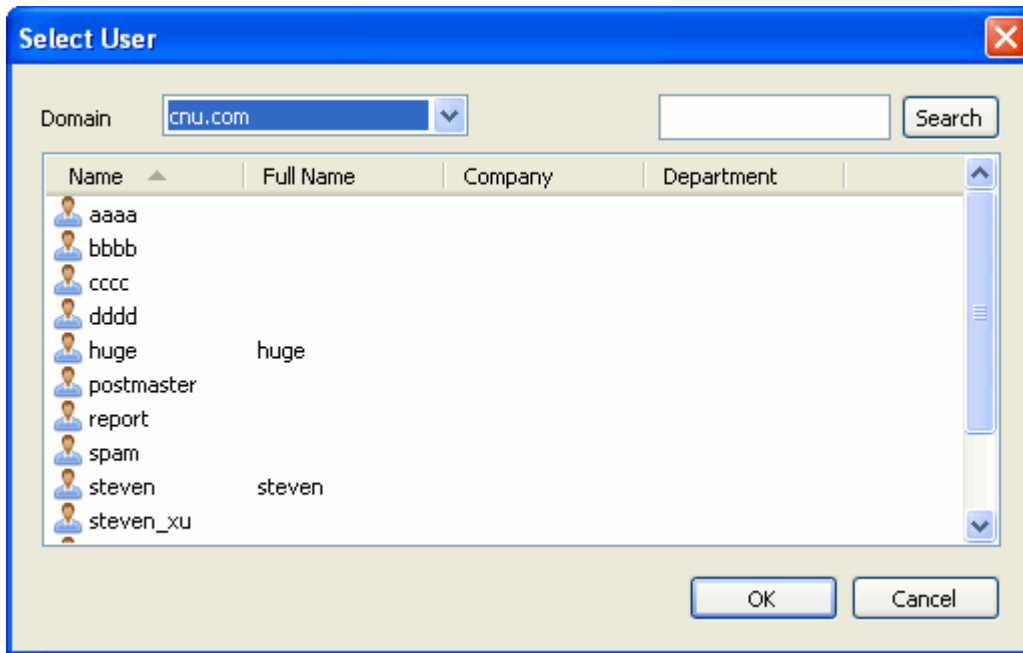 Select User
Domain cnu.com Search
Name Full Name Company Department
aaaa
bbbb
cccc
dddd
huge huge
postmaster
report
spam
steven steven
steven_xu
OK Cancel